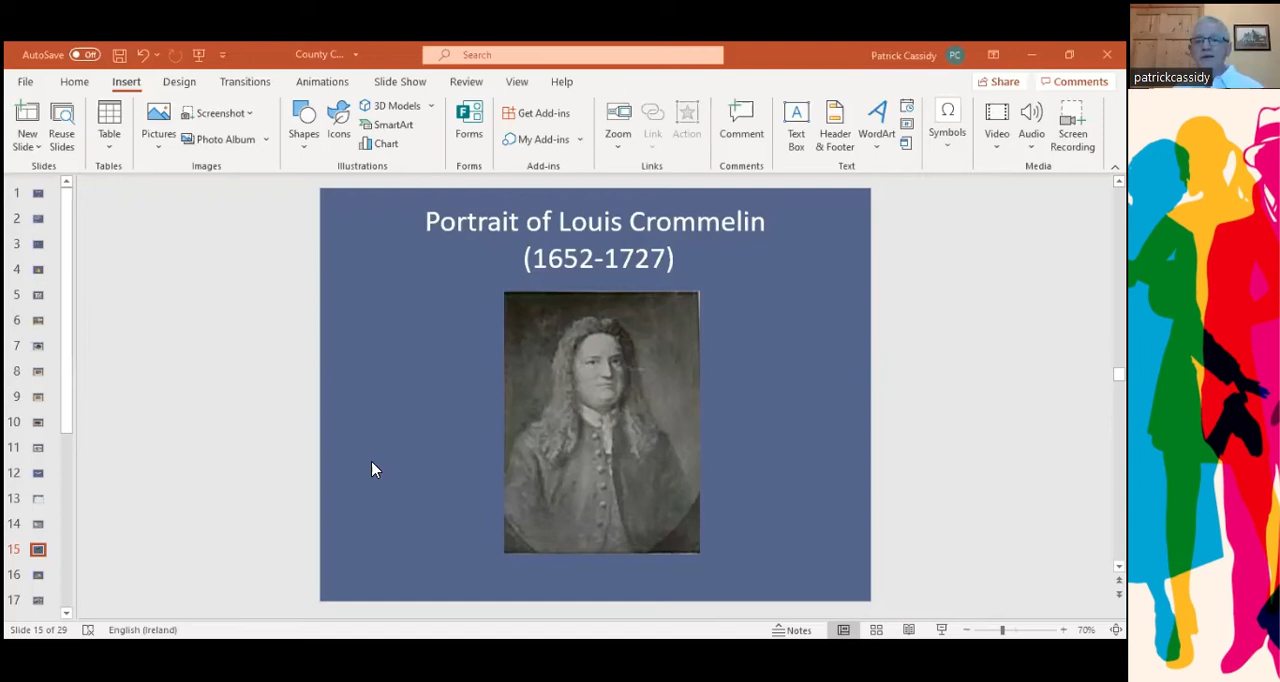 AutoSave Off County C... Search Patrick Cassidy PC
File Home Insert Design Transitions Animations Slide Show Review View Help Share Comments
New Slide
Reuse Slides
Slides
Table
Tables
Pictures
Screenshot
Photo Album
Images
Shapes
Icons
3D Models
SmartArt
Chart
Illustrations
Forms
Forms
Get Add-ins
My Add-ins
Add-ins
Zoom
Link
Action
Links
Comment
Comments
Text Box
Header & Footer
WordArt
Text
Symbols
Video
Audio
Screen Recording
Media
patrickcassidy
1
2
3
4
5
6
7
8
9
10
11
12
13
14
15
16
17
Portrait of Louis Crommelin
(1652-1727)
Slide 15 of 29 English (Ireland) Notes 70%